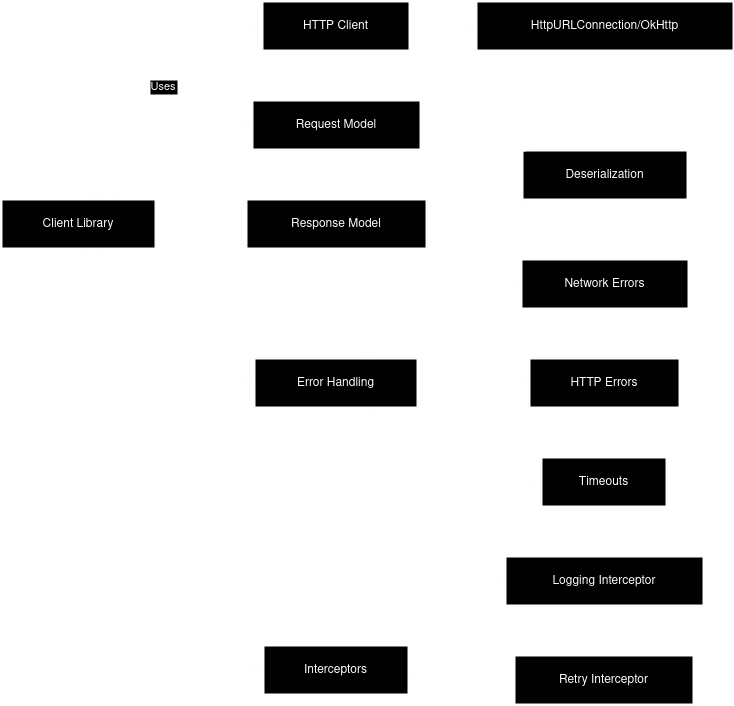 HTTP Client
HttpURLConnection/OkHttp
Uses
Request Model
Deserialization
Client Library
Response Model
Network Errors
Error Handling
HTTP Errors
Timeouts
Logging Interceptor
Interceptors
Retry Interceptor